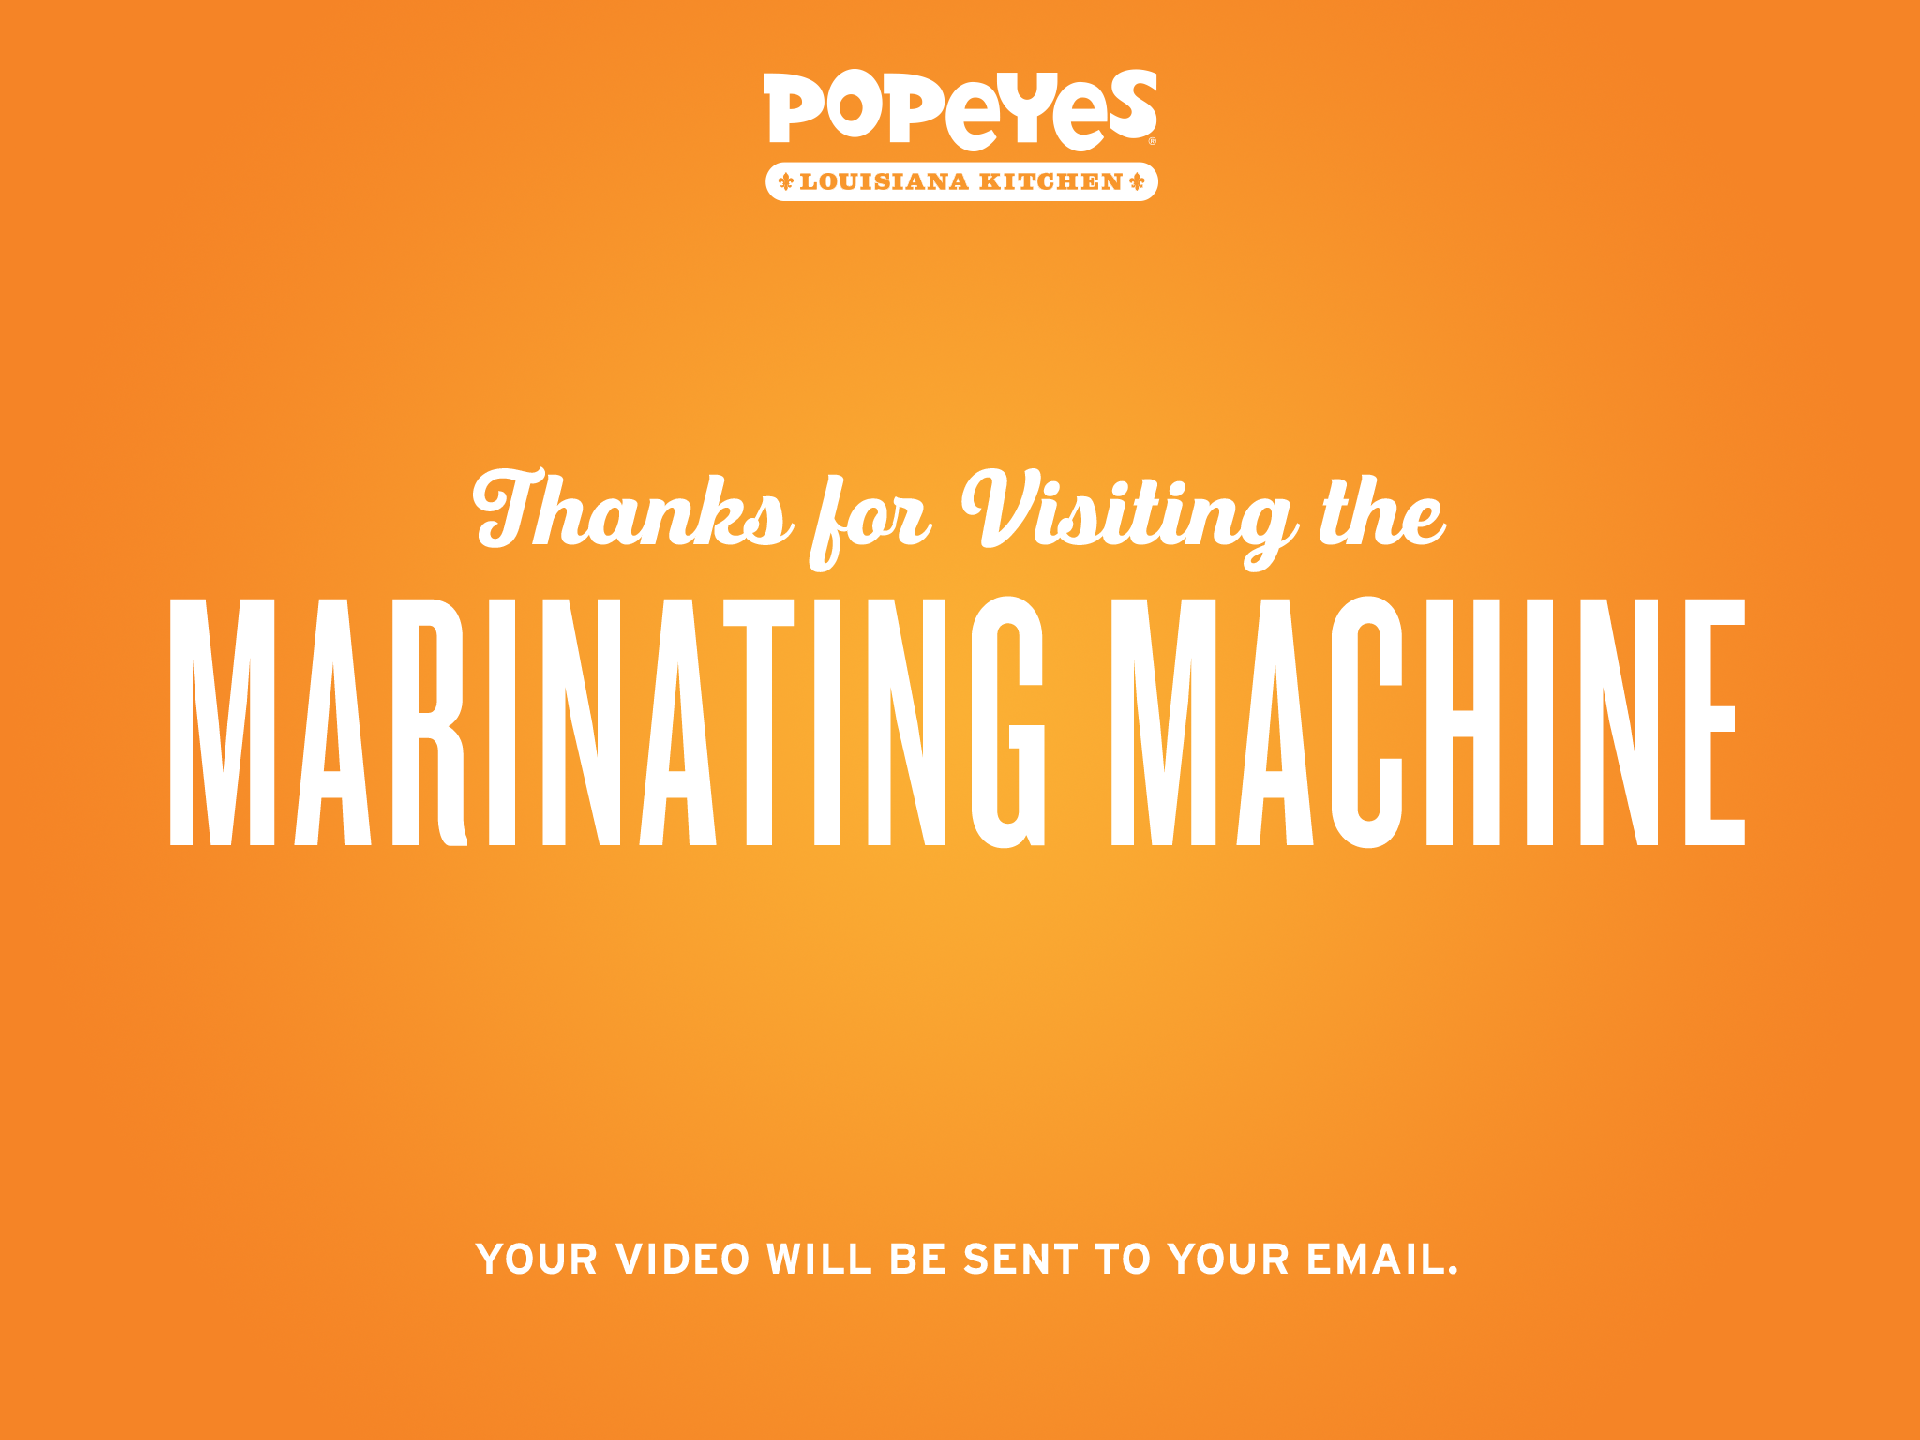 POPEYES®
LOUISIANA KITCHEN
Thanks for Visiting the
MARINATING MACHINE
YOUR VIDEO WILL BE SENT TO YOUR EMAIL.